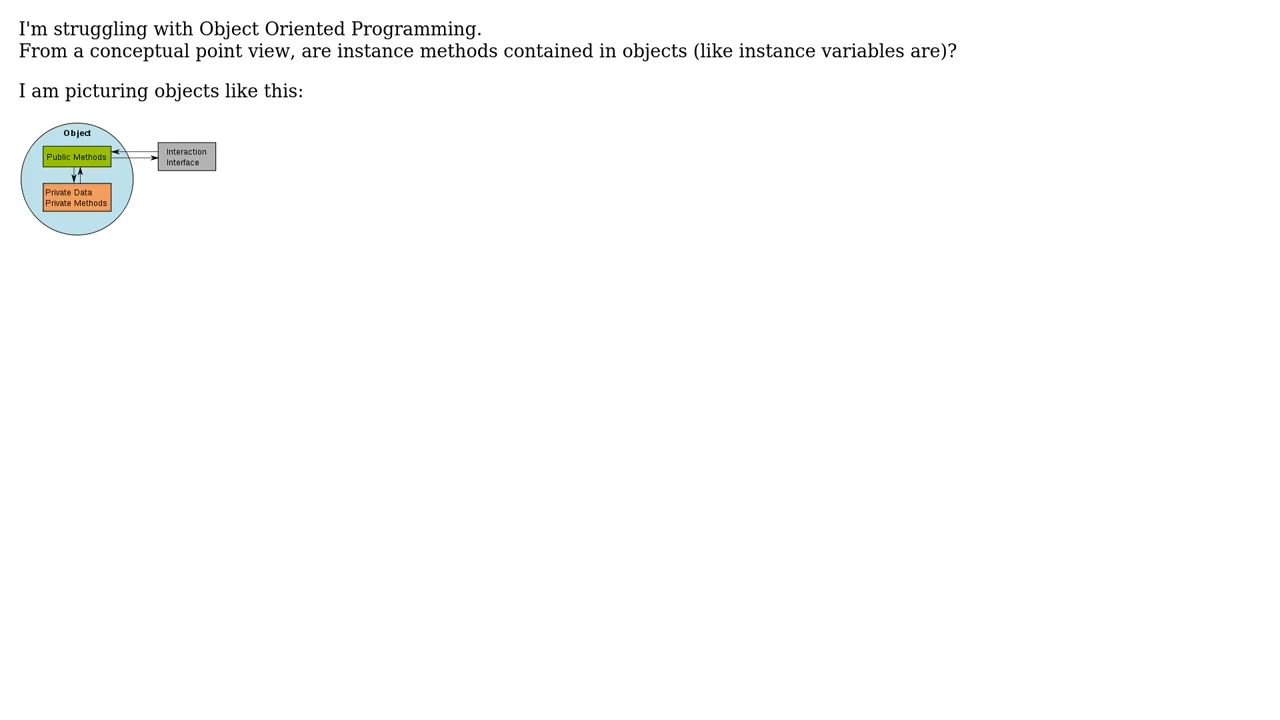 I'm struggling with Object Oriented Programming.
From a conceptual point view, are instance methods contained in objects (like instance variables are)?
I am picturing objects like this:
Object
Public Methods
Interaction
Interface
Private Data
Private Methods